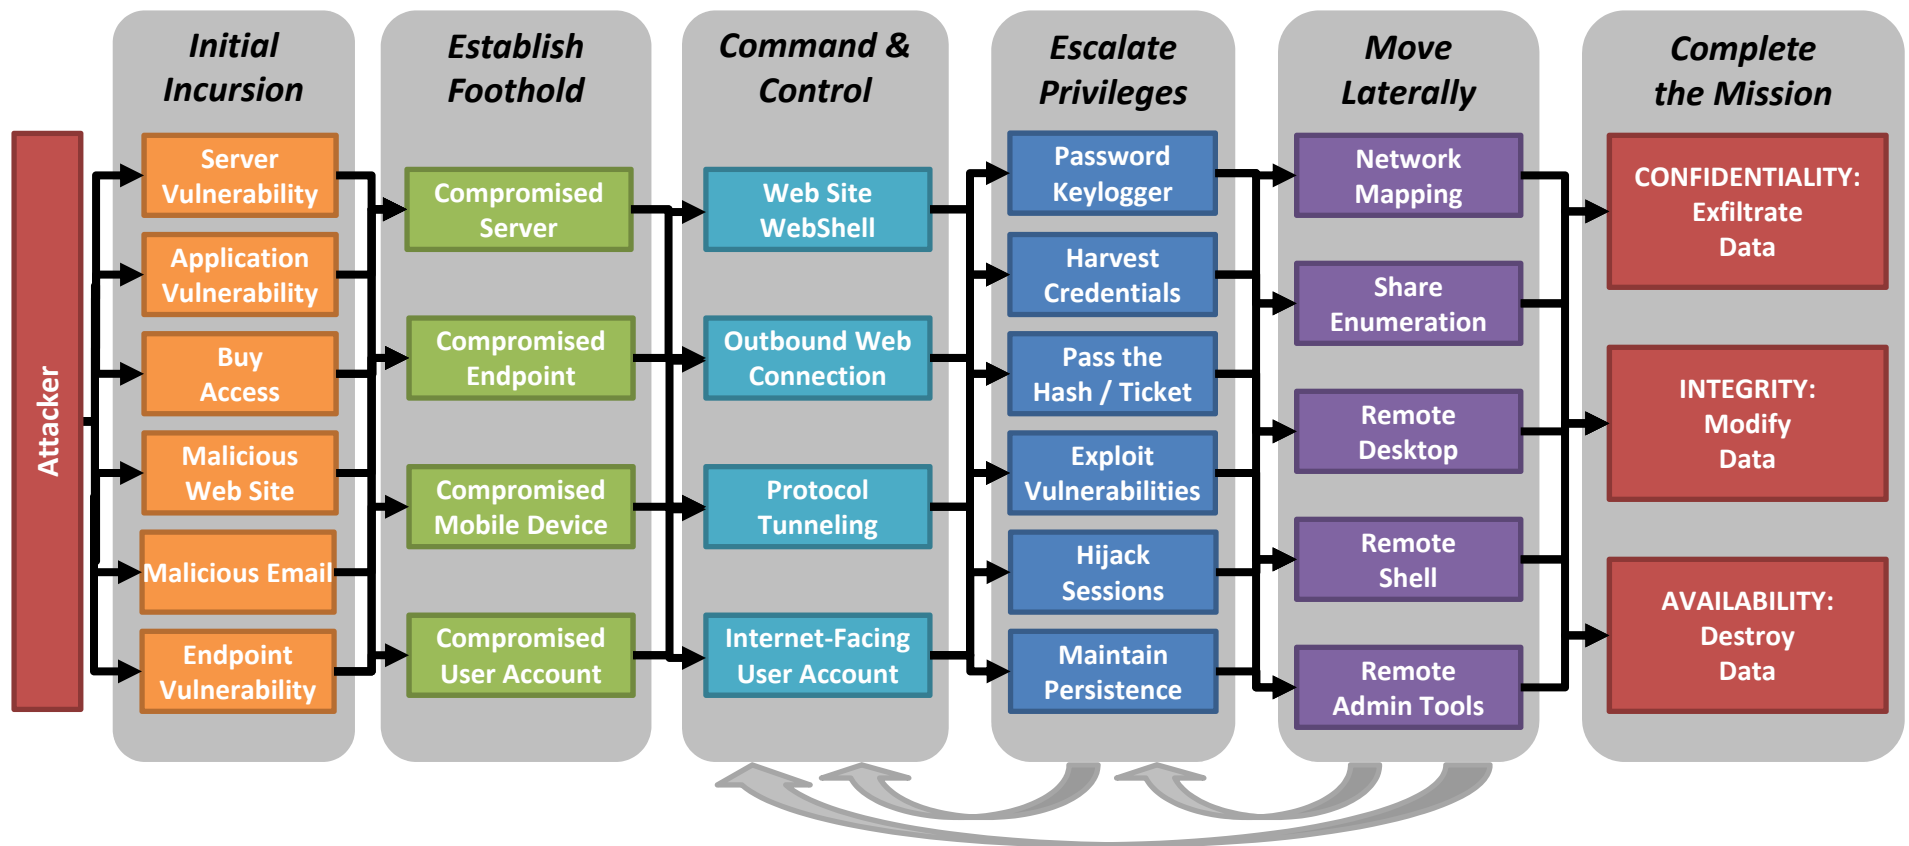 Attacker
Initial
Incursion
Server
Vulnerability
Application
Vulnerability
Buy
Access
Malicious
Web Site
Malicious Email
Endpoint
Vulnerability
Establish
Foothold
Compromised
Server
Compromised
Endpoint
Compromised
Mobile Device
Compromised
User Account
Command &
Control
Web Site
WebShell
Outbound Web
Connection
Protocol
Tunneling
Internet-Facing
User Account
Escalate
Privileges
Password
Keylogger
Harvest
Credentials
Pass the
Hash / Ticket
Exploit
Vulnerabilities
Hijack
Sessions
Maintain
Persistence
Move
Laterally
Network
Mapping
Share
Enumeration
Remote
Desktop
Remote
Shell
Remote
Admin Tools
Complete
the Mission
CONFIDENTIALITY:
Exfiltrate
Data
INTEGRITY:
Modify
Data
AVAILABILITY:
Destroy
Data